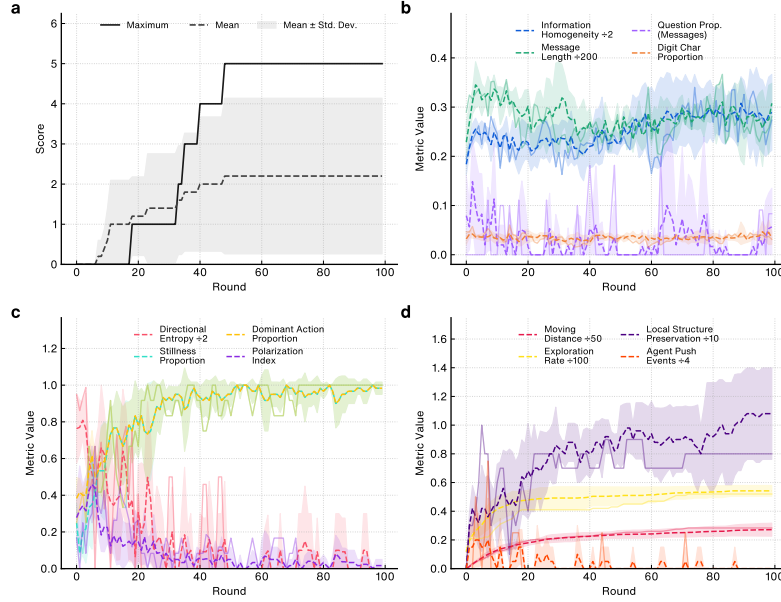 a
Maximum
Mean
Mean ± Std. Dev.
6
5
4
3
2
1
0
Score
0
20
40
60
80
100
Round
b
Information
Homogeneity ÷2
Question Prop.
(Messages)
Message
Length ÷200
Digit Char
Proportion
0.4
0.3
0.2
0.1
0.0
Metric Value
0
20
40
60
80
100
Round
c
Directional
Entropy ÷2
Dominant Action
Proportion
Stillness
Proportion
Polarization
Index
1.2
1.0
0.8
0.6
0.4
0.2
0.0
Metric Value
0
20
40
60
80
100
Round
d
Moving
Distance ÷50
Local Structure
Preservation ÷10
Exploration
Rate ÷100
Agent Push
Events ÷4
1.6
1.4
1.2
1.0
0.8
0.6
0.4
0.2
0.0
Metric Value
0
20
40
60
80
100
Round